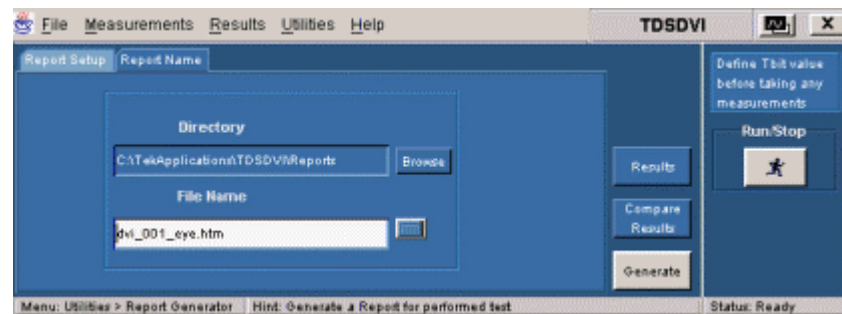 File Measurements Results Utilities Help TDSDVI X
Report Setup Report Name
Define Tbit value
before taking any
measurements
Directory
Run/Stop
C:\TekApplications\TDSDVI\Reports Browse
Results
File Name
Compare
Results
dvi_001_eye.htm
Generate
Menu: Utilities > Report Generator Hint: Generate a Report for performed test Status: Ready